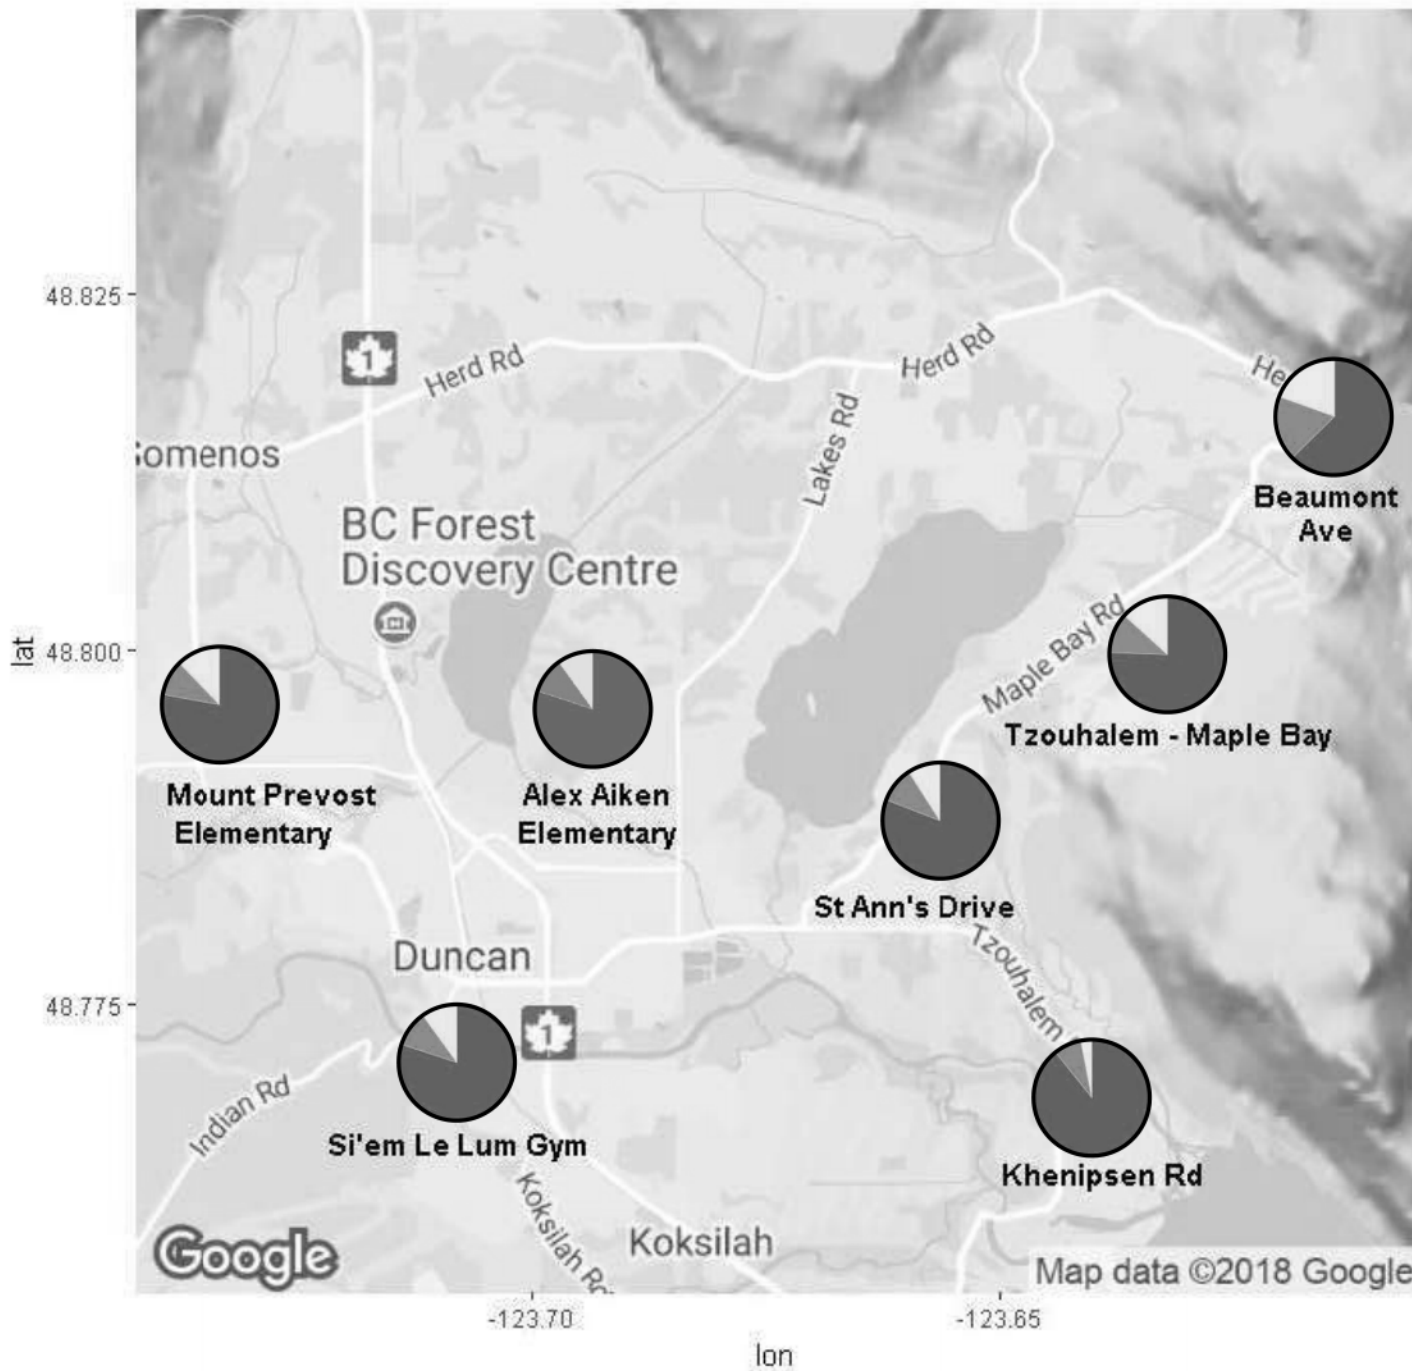 48.825
Herd Rd
Herd Rd
He
Lakes Rd
Somenos
BC Forest
Discovery Centre
Beaumont
Ave
Maple Bay Rd
lat
48.800
Tzouhalem - Maple Bay
Mount Prevost
Elementary
Alex Aiken
Elementary
St Ann's Drive
Duncan
Tzouhalem
48.775
1
1
Indian Rd
Si'em Le Lum Gym
Khenipsen Rd
Koksilah Rd
Koksilah
Google
Map data ©2018 Google
-123.70
-123.65
lon